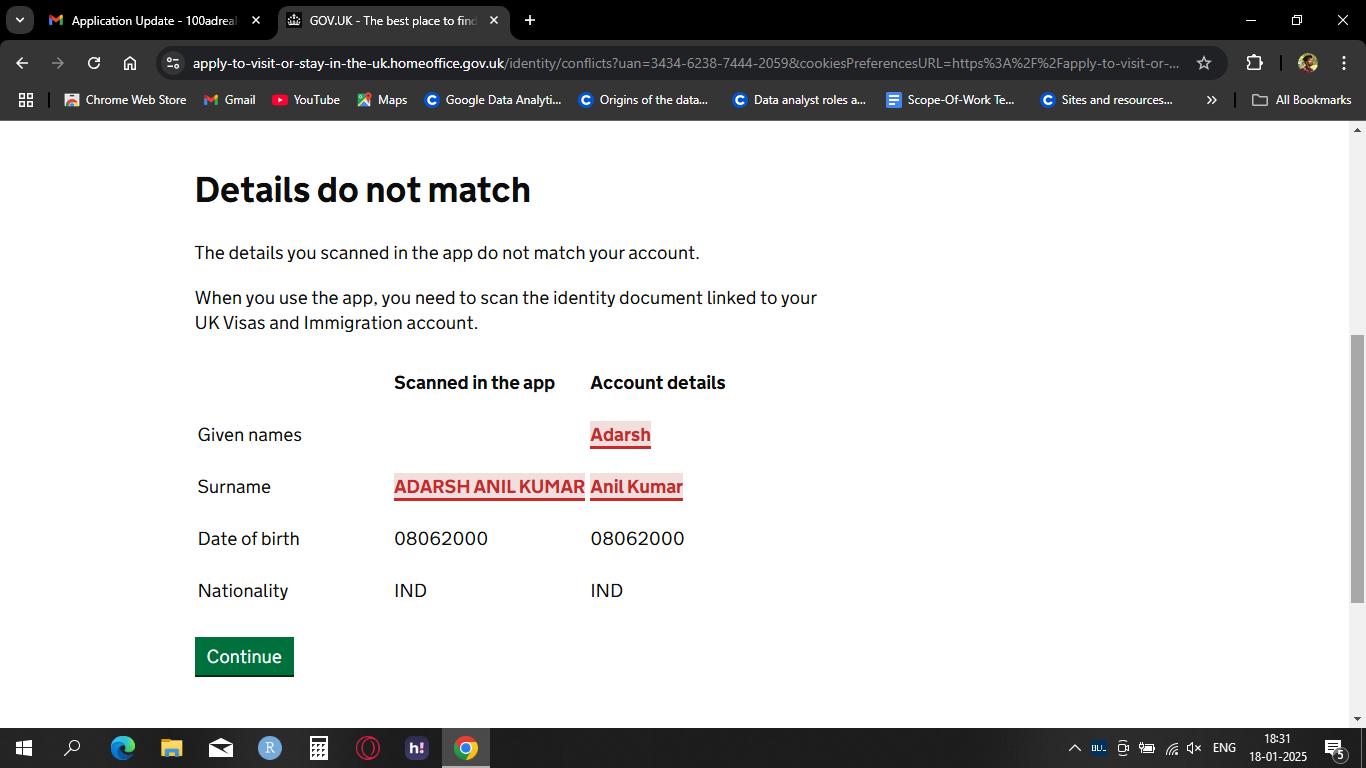 Application Update - 100adreal
GOV.UK - The best place to find
apply-to-visit-or-stay-in-the-uk.homeoffice.gov.uk/identity/conflicts?uan=3434-6238-7444-2059&cookiesPreferencesURL=https%3A%2F%2Fapply-to-visit-or-...
Chrome Web Store Gmail YouTube Maps Google Data Analyti... Origins of the data... Data analyst roles a... Scope-Of-Work Te... Sites and resources... » All Bookmarks
Details do not match
The details you scanned in the app do not match your account.
When you use the app, you need to scan the identity document linked to your
UK Visas and Immigration account.
Scanned in the app Account details
Given names Adarsh
Surname ADARSH ANIL KUMAR Anil Kumar
Date of birth 08062000 08062000
Nationality IND IND
Continue
R h! ENG 18:31
18-01-2025 5